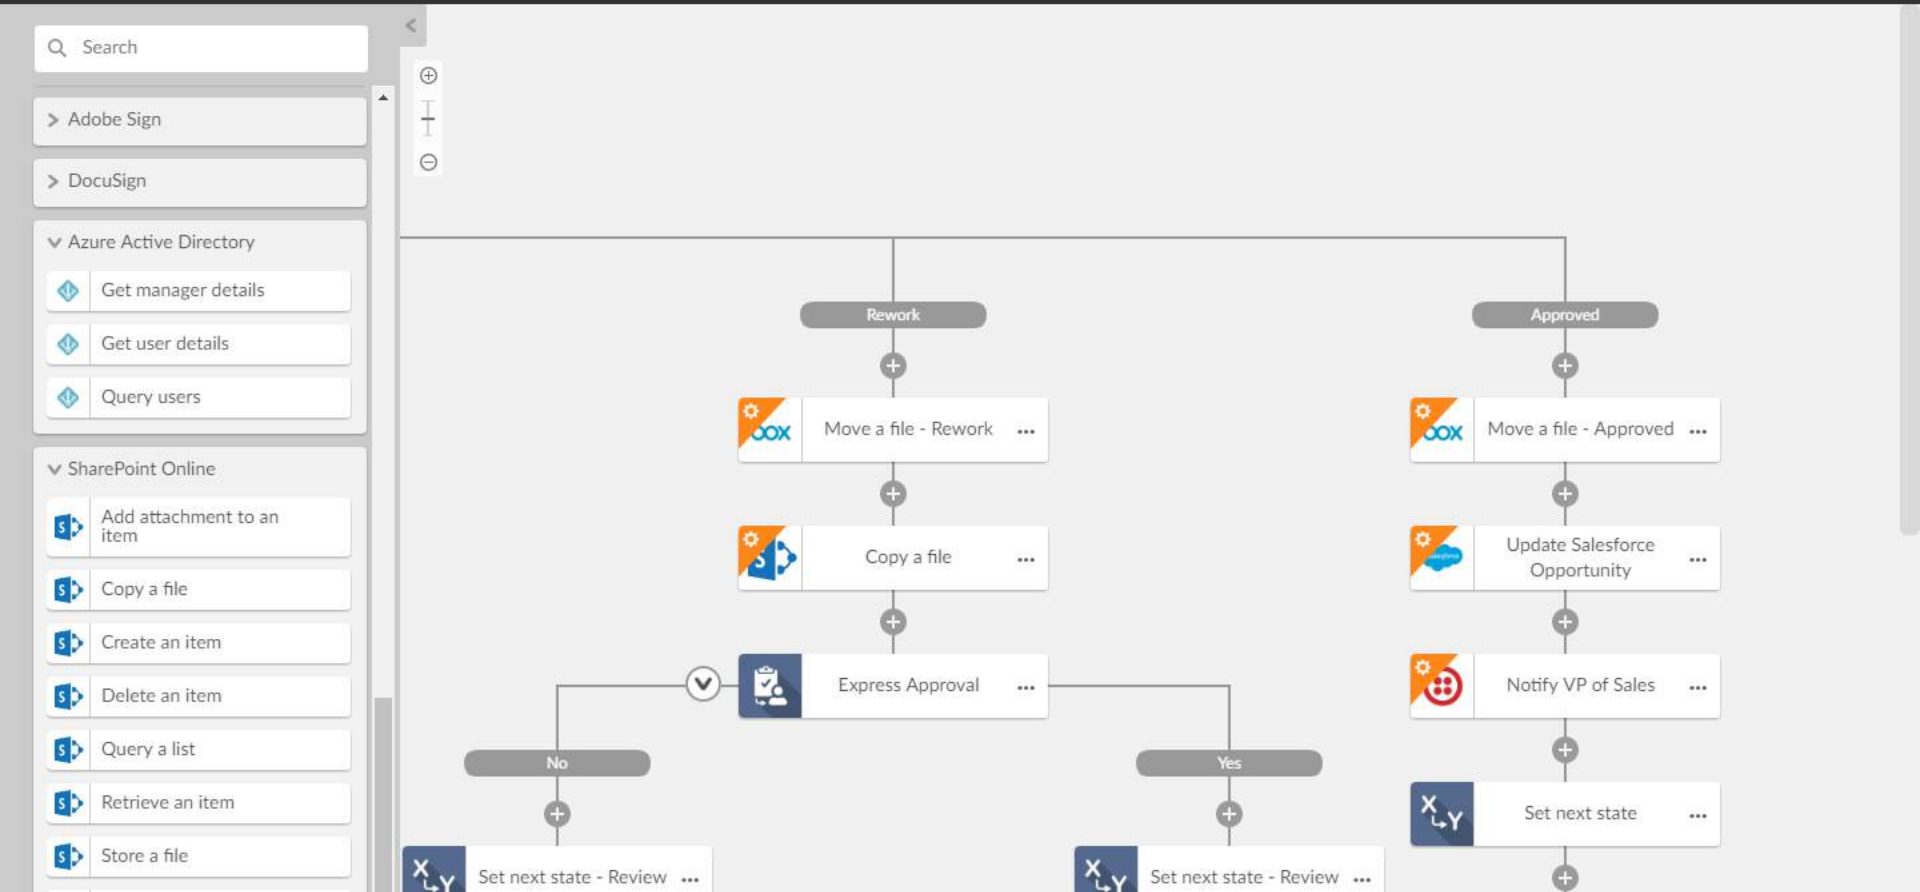 Search
Adobe Sign
DocuSign
Azure Active Directory
Get manager details
Get user details
Query users
SharePoint Online
Add attachment to an
item
Copy a file
Create an item
Delete an item
Query a list
Retrieve an item
Store a file
Rework
Move a file - Rework
Copy a file
Express Approval
No
Set next state - Review
Yes
Set next state - Review
Approved
Move a file - Approved
Update Salesforce
Opportunity
Notify VP of Sales
X
Y
Set next state